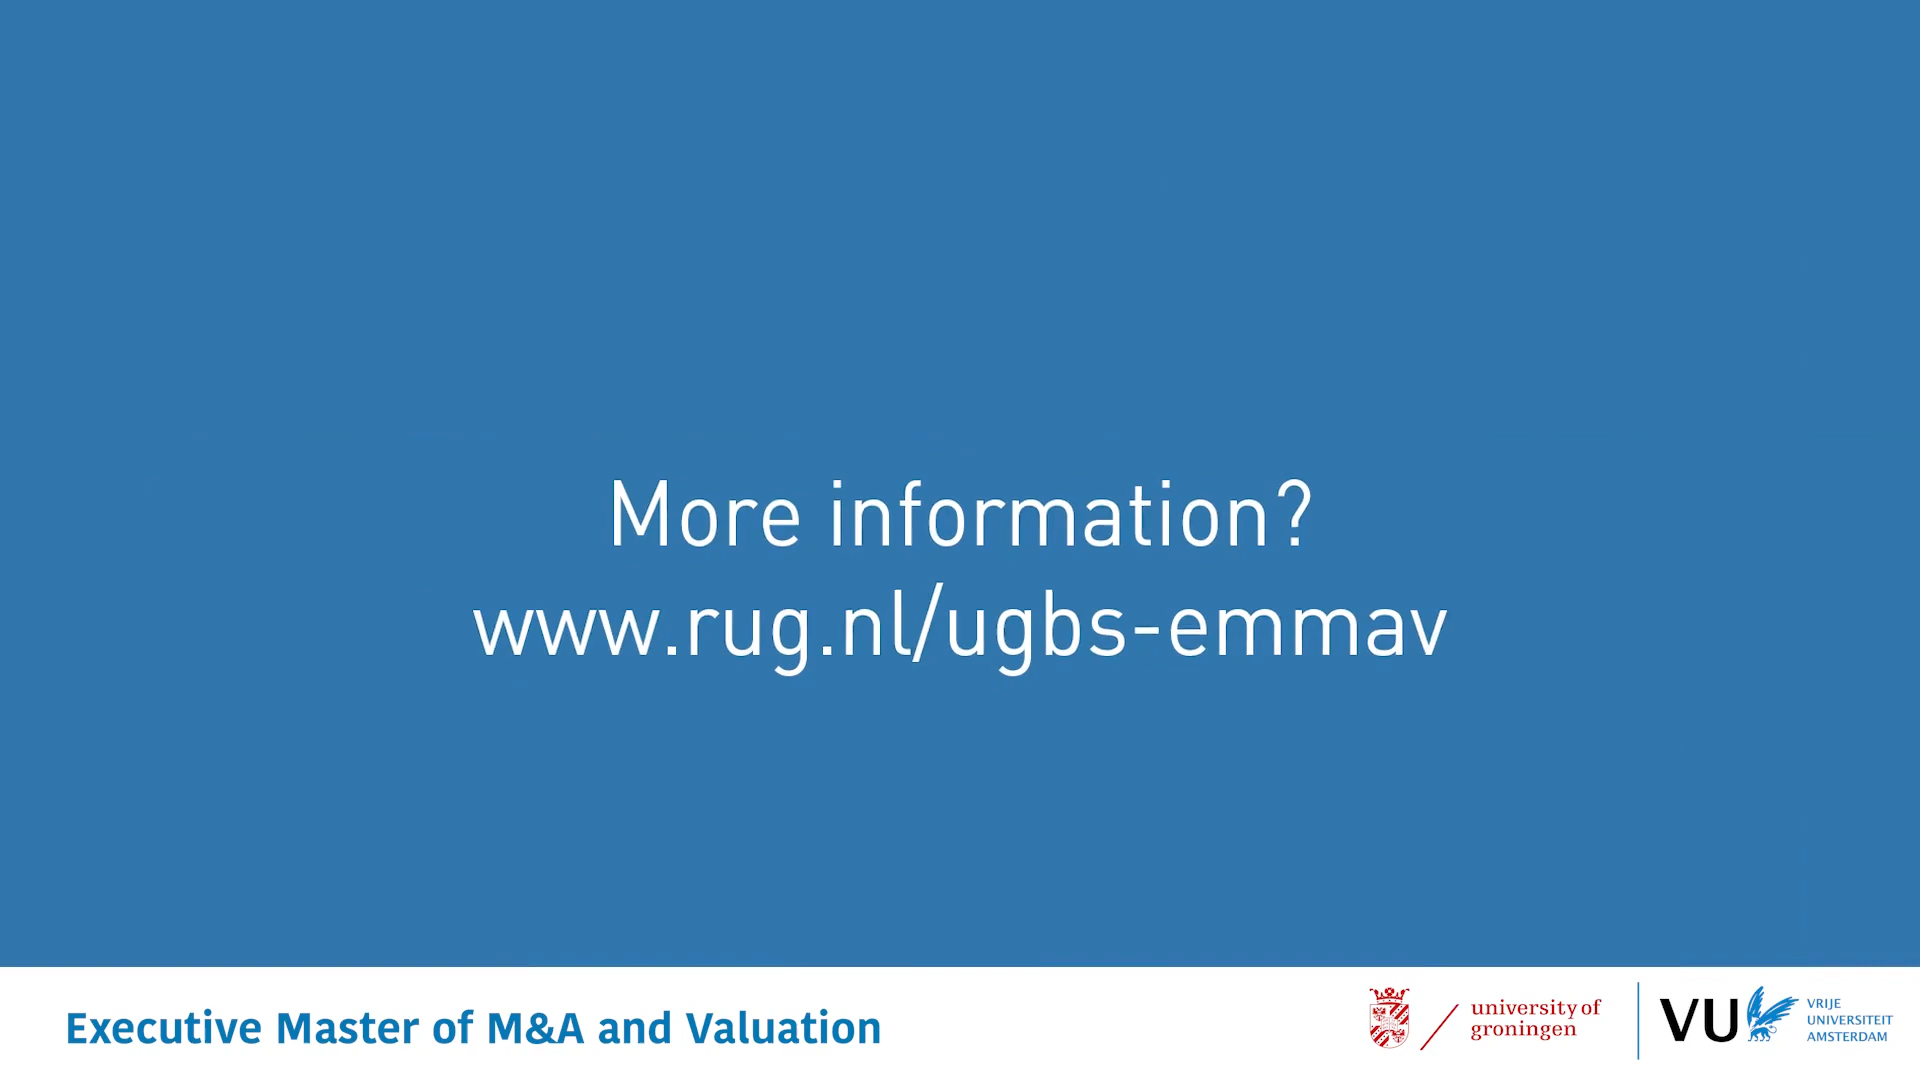 More information?
www.rug.nl/ugbs-emmav
Executive Master of M&A and Valuation
university of
groningen
VU
VRIJE
UNIVERSITEIT
AMSTERDAM